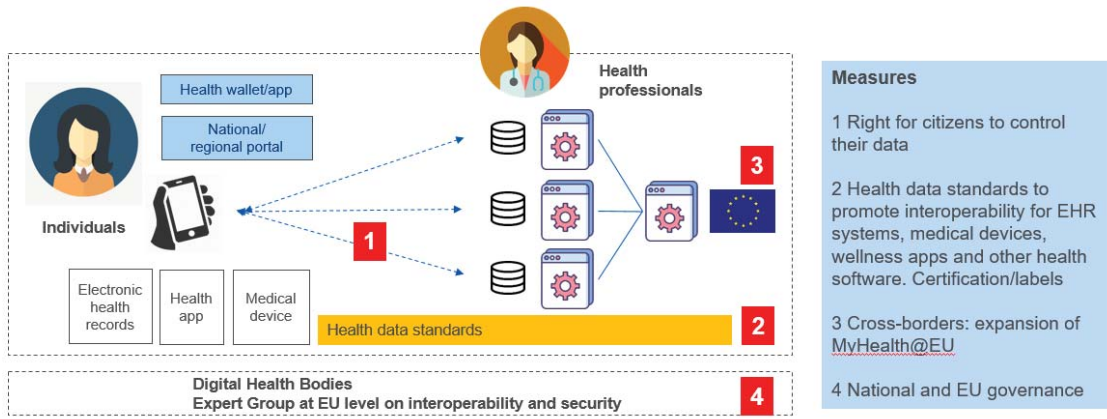 Health wallet/app
National/
regional portal
Individuals
Electronic
health
records
Health
app
Medical
device
Health
professionals
1
3
Health data standards
2
Digital Health Bodies
Expert Group at EU level on interoperability and security
4
Measures
1 Right for citizens to control
their data
2 Health data standards to
promote interoperability for EHR
systems, medical devices,
wellness apps and other health
software. Certification/labels
3 Cross-borders: expansion of
MyHealth@EU
4 National and EU governance